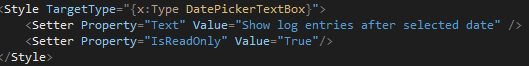 <Style TargetType="{x:Type DatePickerTextBox}">
<Setter Property="Text" Value="Show log entries after selected date" />
<Setter Property="IsReadOnly" Value="True"/>
</Style>